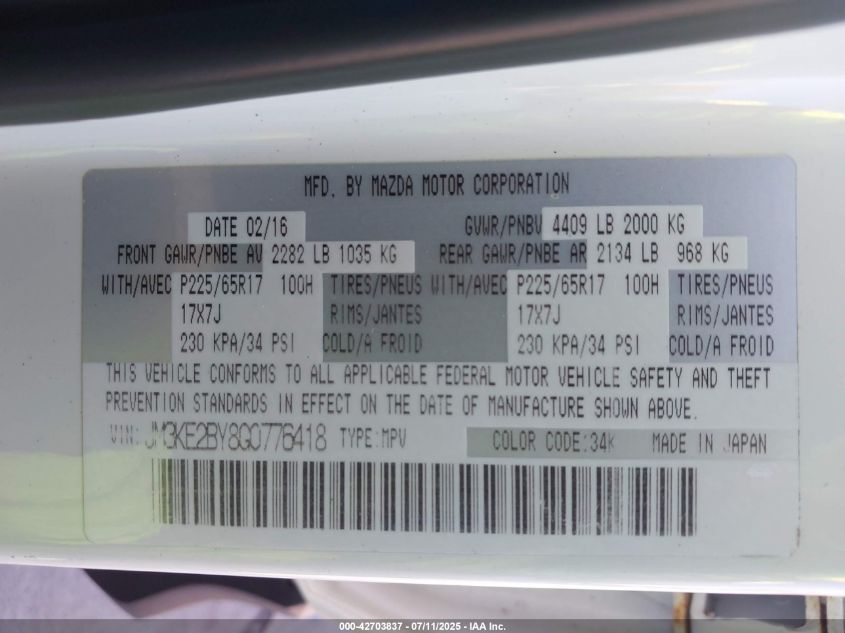 MFD. BY MAZDA MOTOR CORPORATION
DATE 02/16 GVWR/PNBV 4409 LB 2000 KG
FRONT GAWR/PNBE AV 2282 LB 1035 KG REAR GAWR/PNBE AR 2134 LB 968 KG
WITH/AVEC P225/65R17 100H TIRES/PNEUS WITH/AVEC P225/65R17 100H TIRES/PNEUS
17X7J RIMS/JANTES 17X7J RIMS/JANTES
230 KPA/34 PSI COLD/A FROID 230 KPA/34 PSI COLD/A FROID
THIS VEHICLE CONFORMS TO ALL APPLICABLE FEDERAL MOTOR VEHICLE SAFETY AND THEFT
PREVENTION STANDARDS IN EFFECT ON THE DATE OF MANUFACTURE SHOWN ABOVE.
VIN: JM3KE2BY8G0776418 TYPE:MPV COLOR CODE:34K MADE IN JAPAN
000-42703837 - 07/11/2025 - IAA Inc.